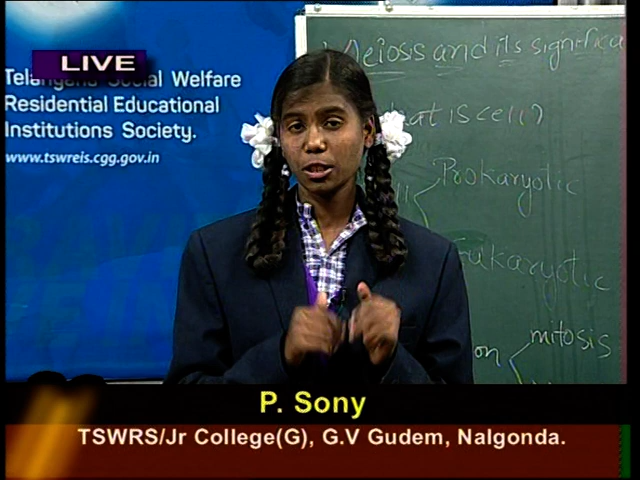 LIVE
Telangana Social Welfare
Residential Educational
Institutions Society.
www.tswreis.cgg.gov.in
Meiosis and its significa
hat is cell?
Prokaryotic
Eukaryotic
on
mitosis
P. Sony
TSWRS/Jr College(G), G.V Gudem, Nalgonda.